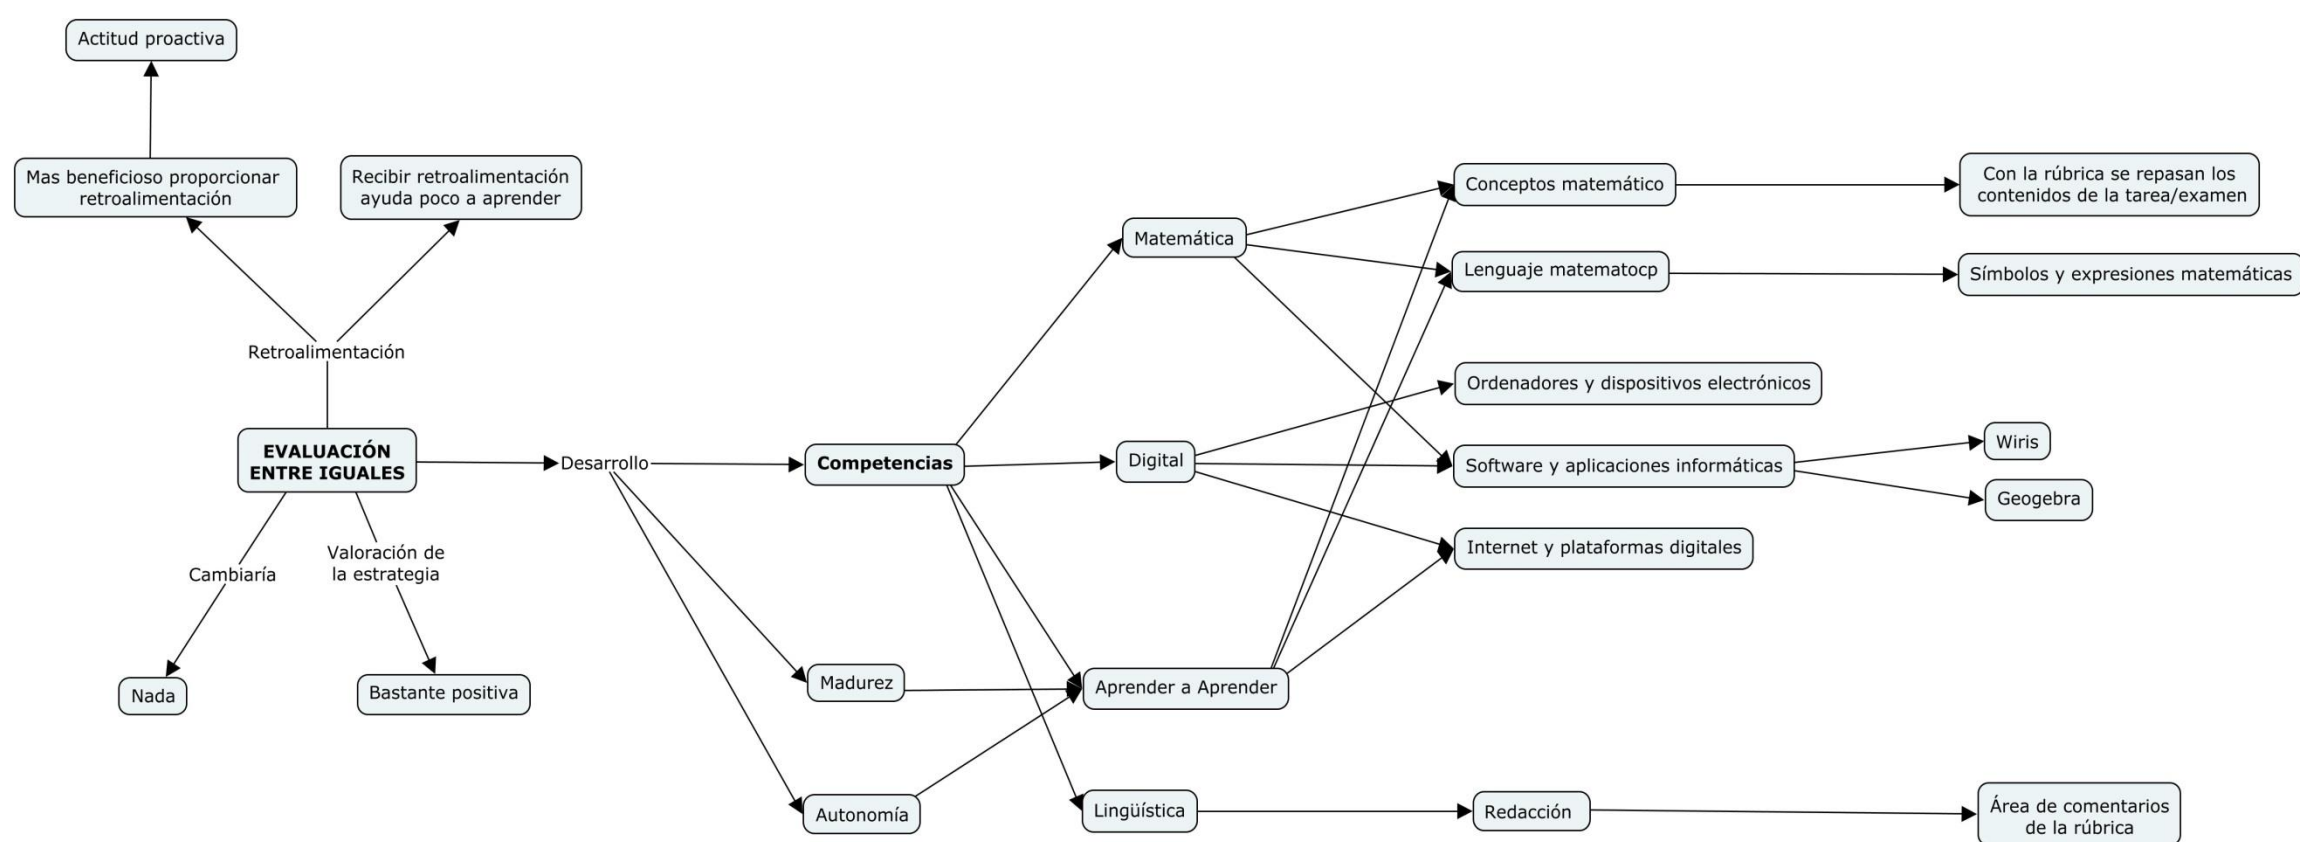 Actitud proactiva
Mas beneficioso proporcionar
retroalimentación
Recibir retroalimentación
ayuda poco a aprender
Retroalimentación
EVALUACIÓN
ENTRE IGUALES
Cambiaría
Valoración de
la estrategia
Nada
Bastante positiva
Desarrollo
Competencias
Madurez
Autonomía
Matemática
Digital
Aprender a Aprender
Lingüística
Conceptos matemático
Lenguaje matematocp
Ordenadores y dispositivos electrónicos
Software y aplicaciones informáticas
Internet y plataformas digitales
Redacción
Con la rúbrica se repasan los
contenidos de la tarea/examen
Símbolos y expresiones matemáticas
Wiris
Geogebra
Área de comentarios
de la rúbrica